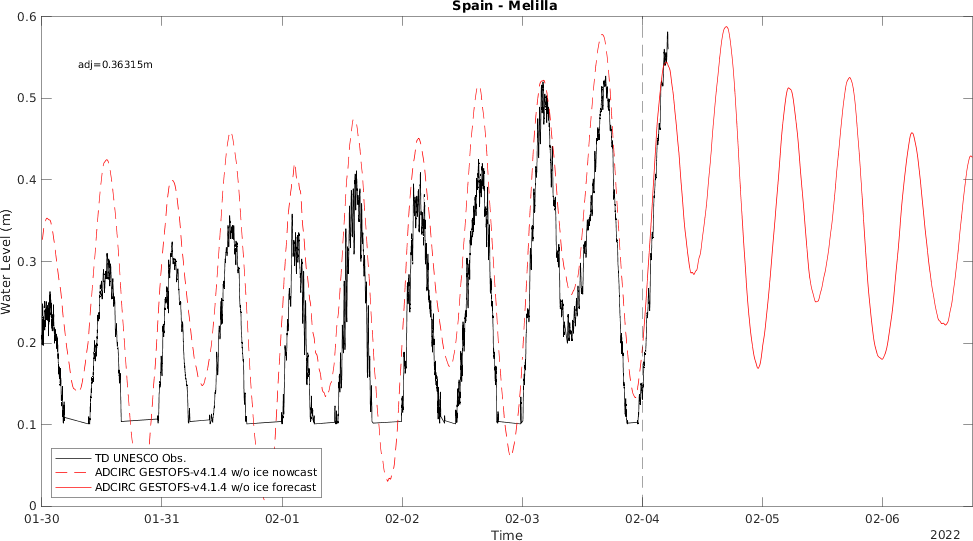 Spain - Melilla
0.6
adj=0.36315m
0.5
0.4
0.3
0.2
0.1
0
Water Level (m)
TD UNESCO Obs.
ADCIRC GESTOFS-v4.1.4 w/o ice nowcast
ADCIRC GESTOFS-v4.1.4 w/o ice forecast
01-30 01-31 02-01 02-02 02-03 02-04 02-05 02-06
Time
2022